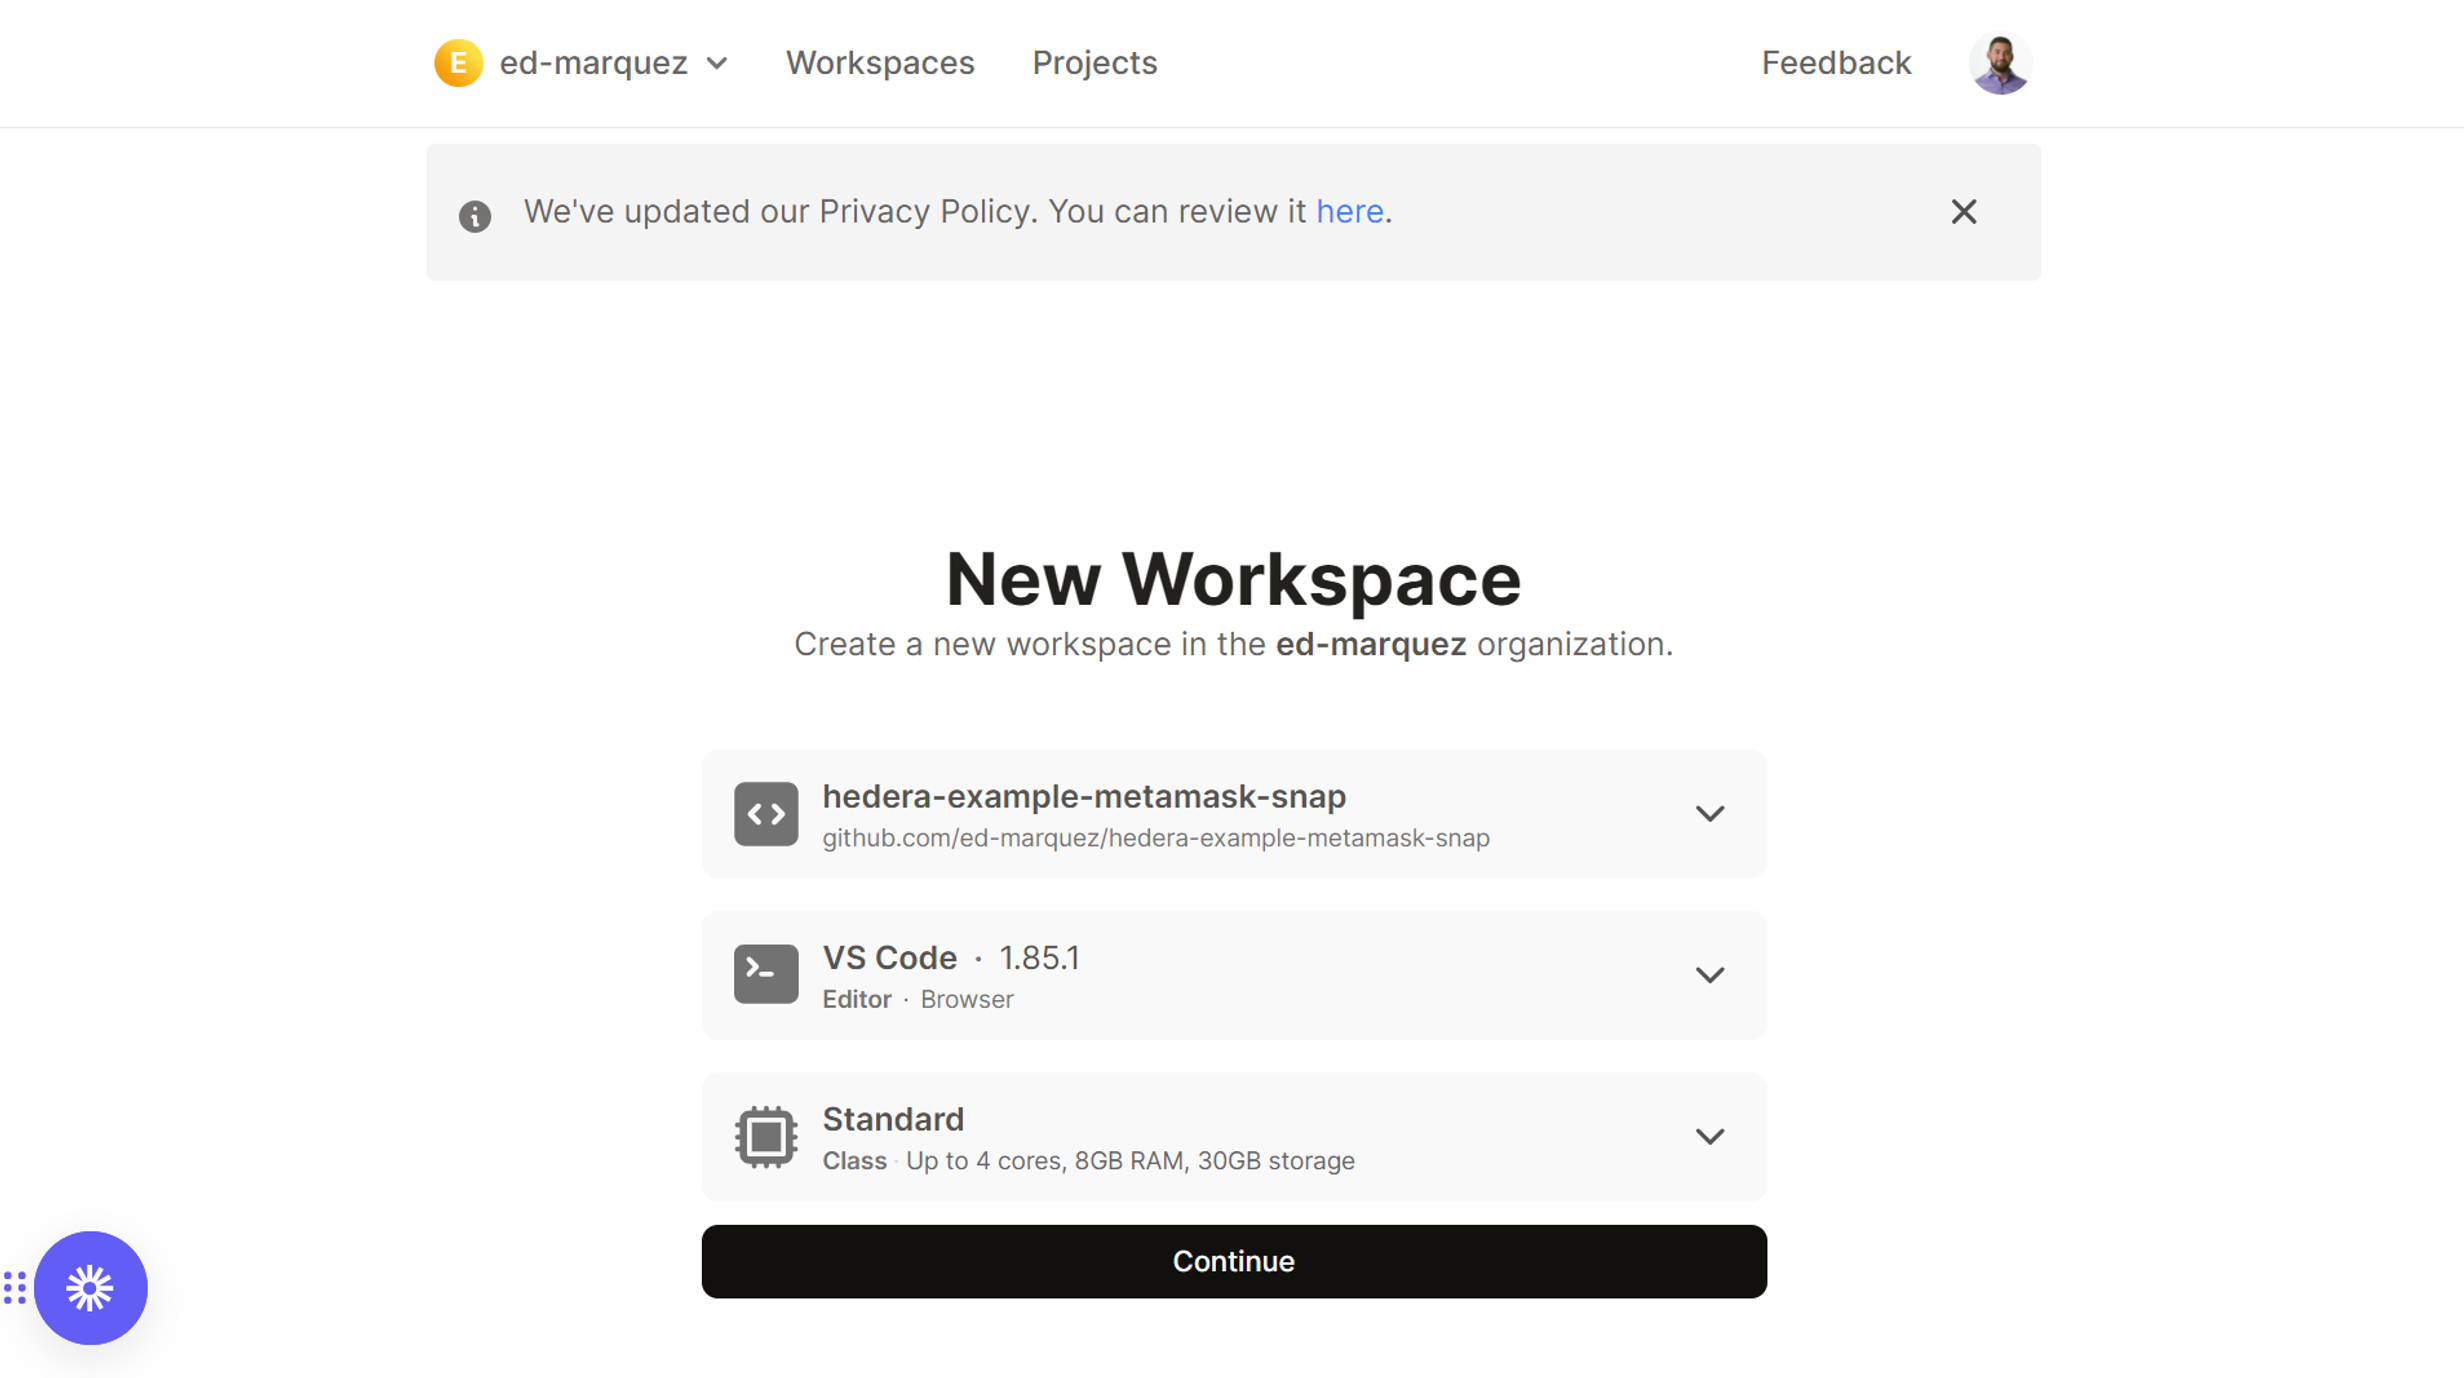 E ed-marquez Workspaces Projects Feedback
We've updated our Privacy Policy. You can review it here.
New Workspace
Create a new workspace in the ed-marquez organization.
hedera-example-metamask-snap
github.com/ed-marquez/hedera-example-metamask-snap
VS Code · 1.85.1
Editor · Browser
Standard
Class · Up to 4 cores, 8GB RAM, 30GB storage
Continue